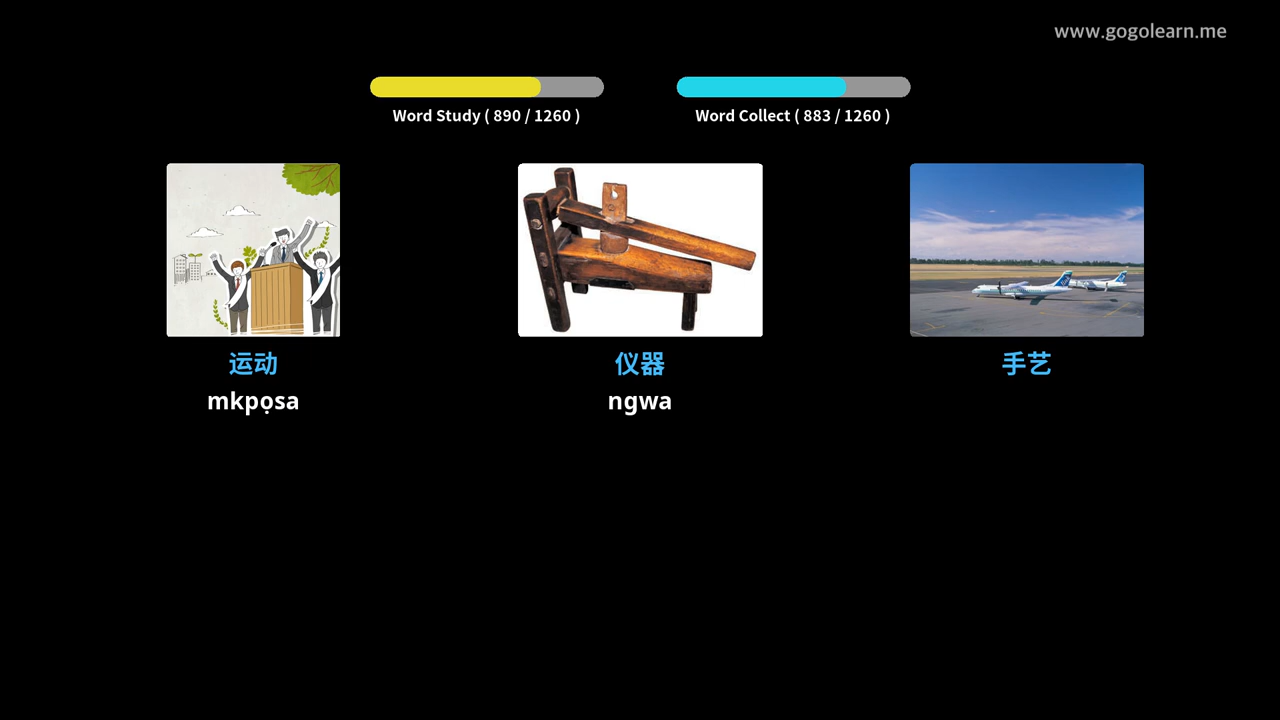 www.gogolearn.me
Word Study ( 890 / 1260 )
Word Collect ( 883 / 1260 )
运动
仪器
手艺
mkpọsa
ngwa